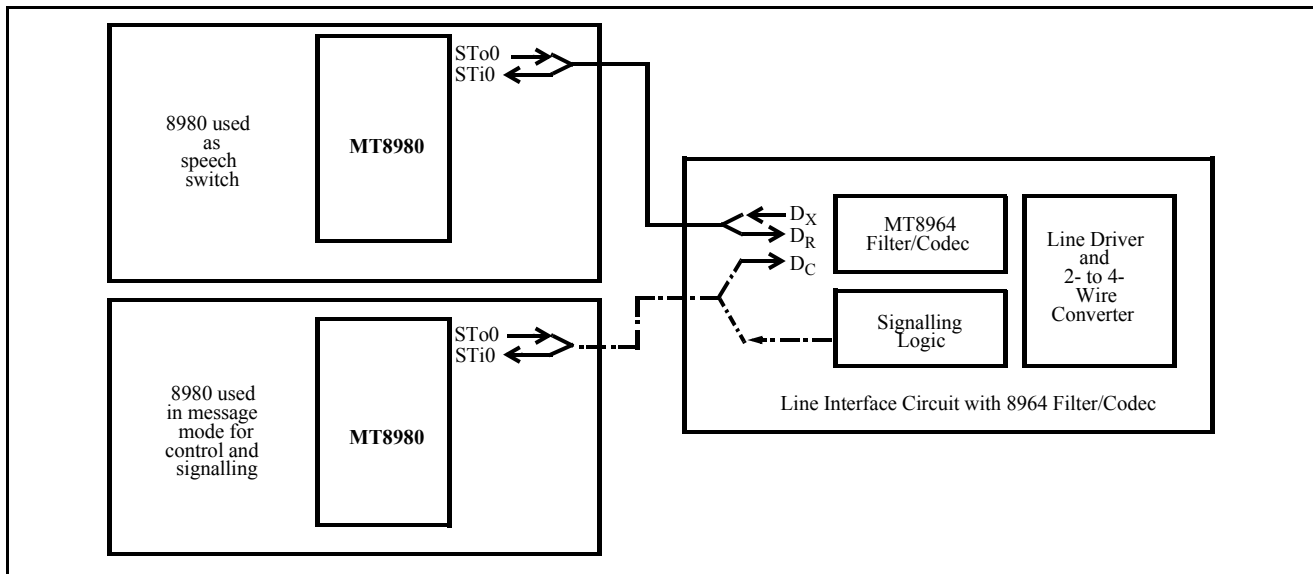 8980 used
as
speech
switch
MT8980
STo0
STi0
8980 used
in message
mode for
control and
signalling
MT8980
STo0
STi0
DX
DR
DC
MT8964
Filter/Codec
Signalling
Logic
Line Driver
and
2- to 4-
Wire
Converter
Line Interface Circuit with 8964 Filter/Codec